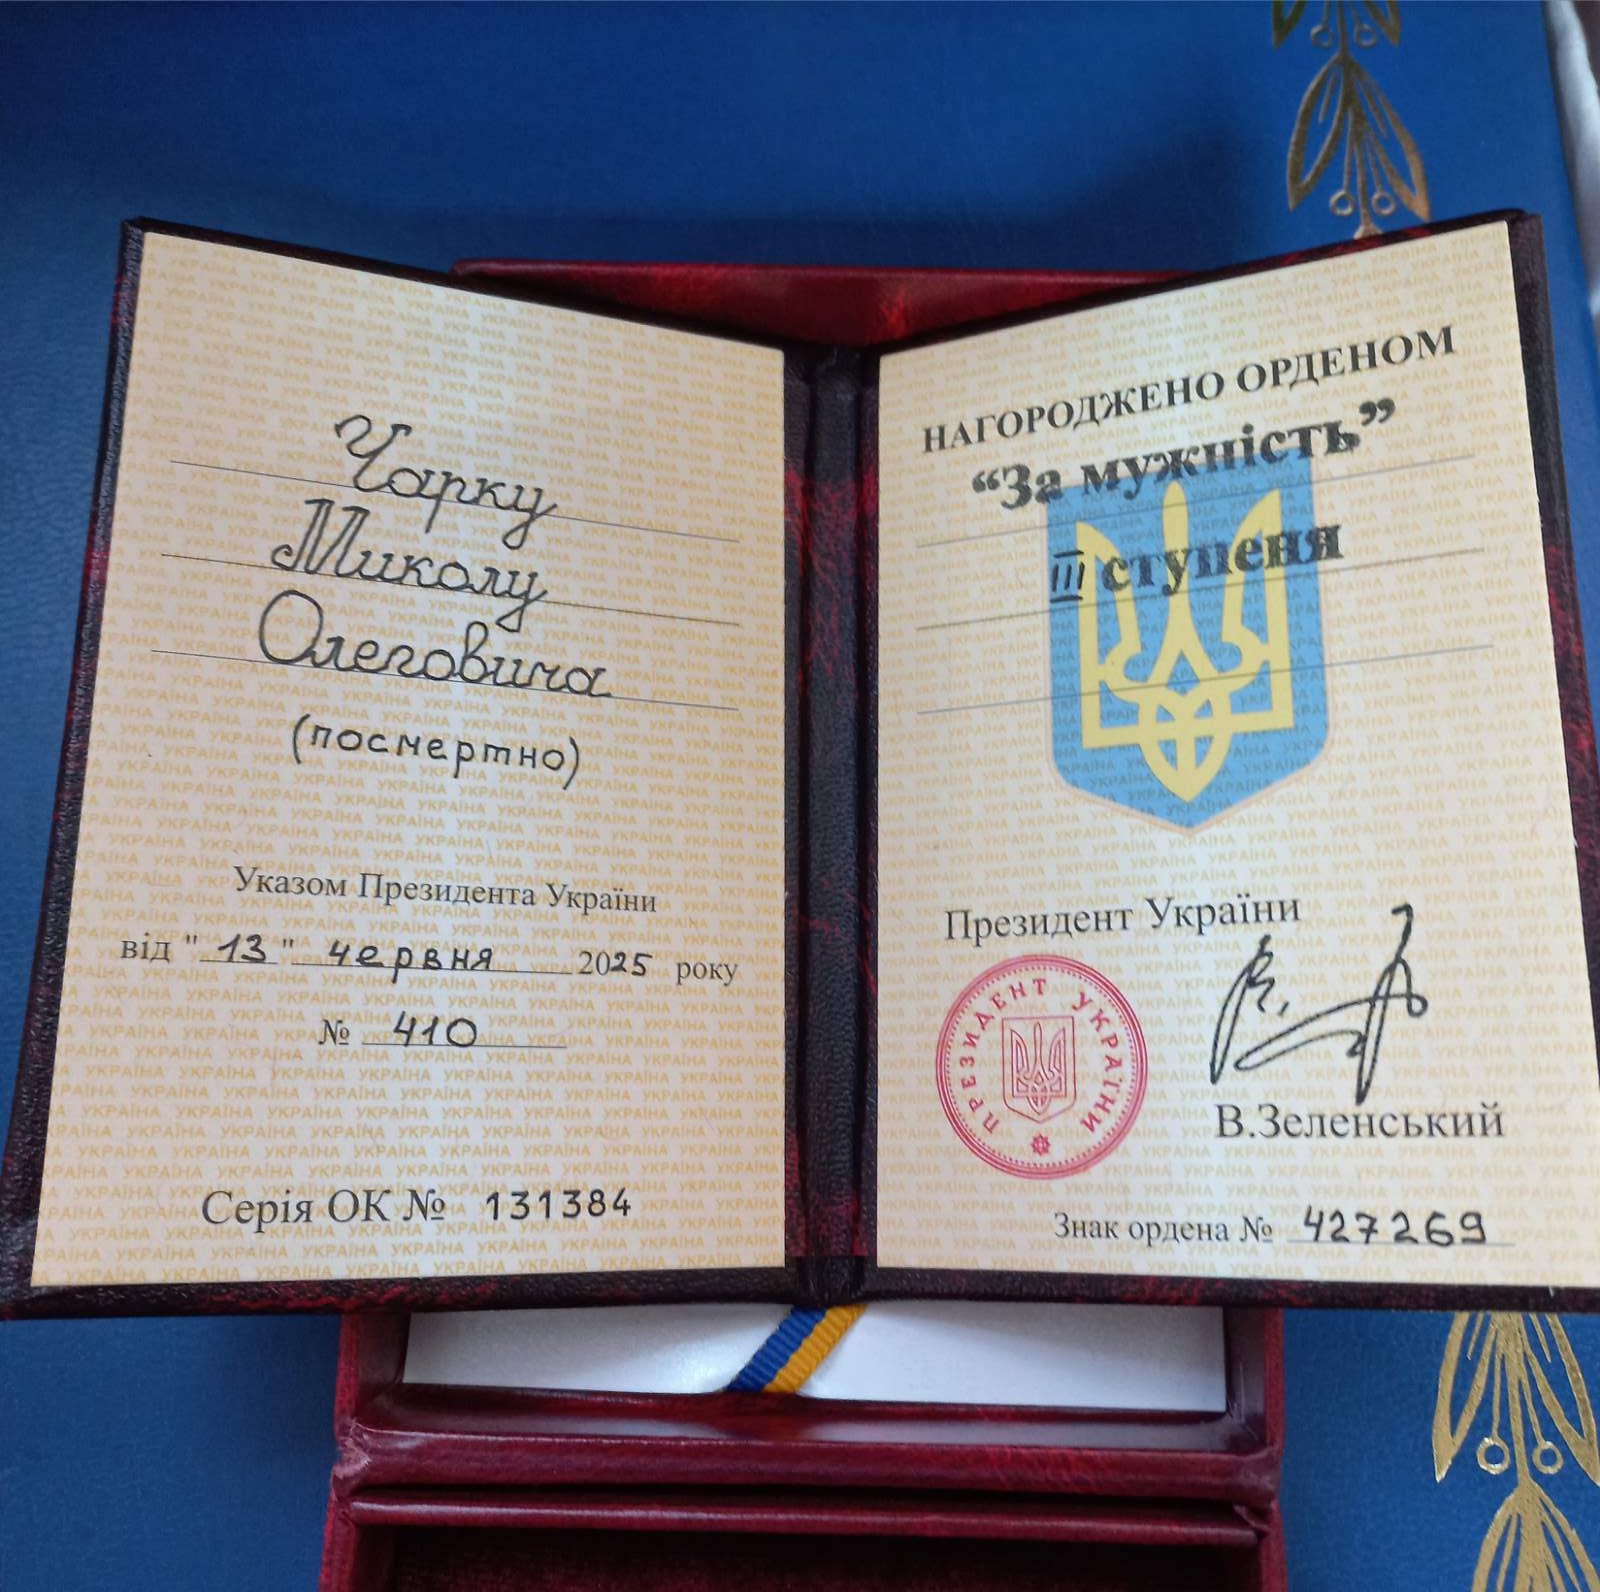 Чарку
Миколу
Олеговича
(посмертно)
Указом Президента України
від "13" червня 2025 року
№ 410
Серія ОК № 131384
НАГОРОДЖЕНО ОРДЕНОМ
“За мужність”
III ступеня
Президент України
ПРЕЗИДЕНТ УКРАЇНИ
В.Зеленський
Знак ордена № 427269